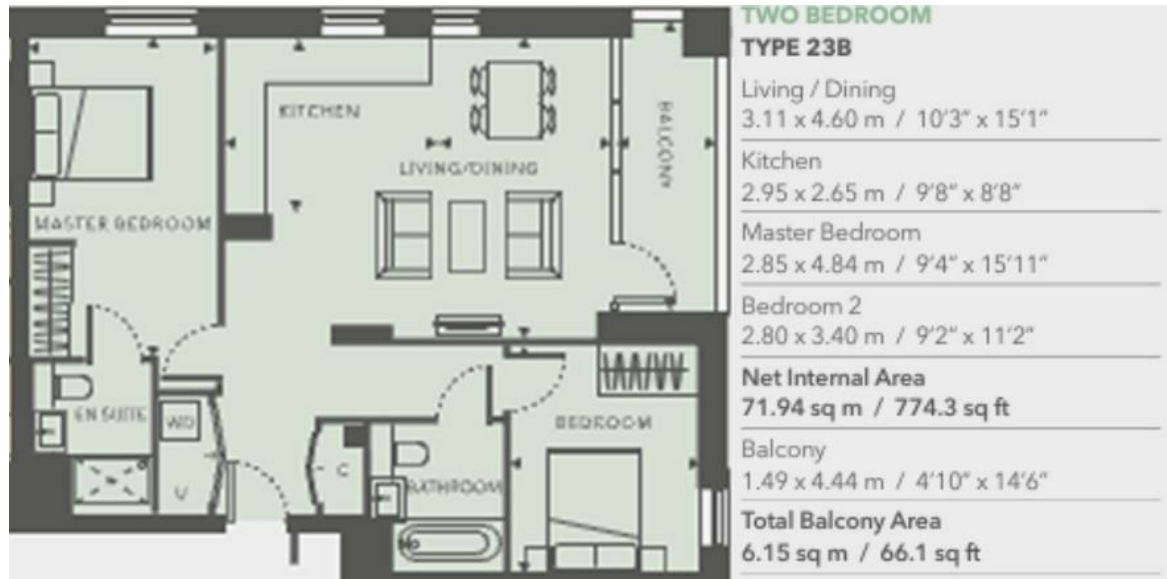 TWO BEDROOM
TYPE 23B
Living / Dining
3.11 x 4.60 m / 10'3" x 15'1"
Kitchen
2.95 x 2.65 m / 9'8" x 8'8"
Master Bedroom
2.85 x 4.84 m / 9'4" x 15'11"
Bedroom 2
2.80 x 3.40 m / 9'2" x 11'2"
Net Internal Area
71.94 sq m / 774.3 sq ft
Balcony
1.49 x 4.44 m / 4'10" x 14'6"
Total Balcony Area
6.15 sq m / 66.1 sq ft
KITCHEN
BALCONY
LIVING/DINING
MASTER BEDROOM
EN SUITE
WD
U
C
BATHROOM
BEDROOM